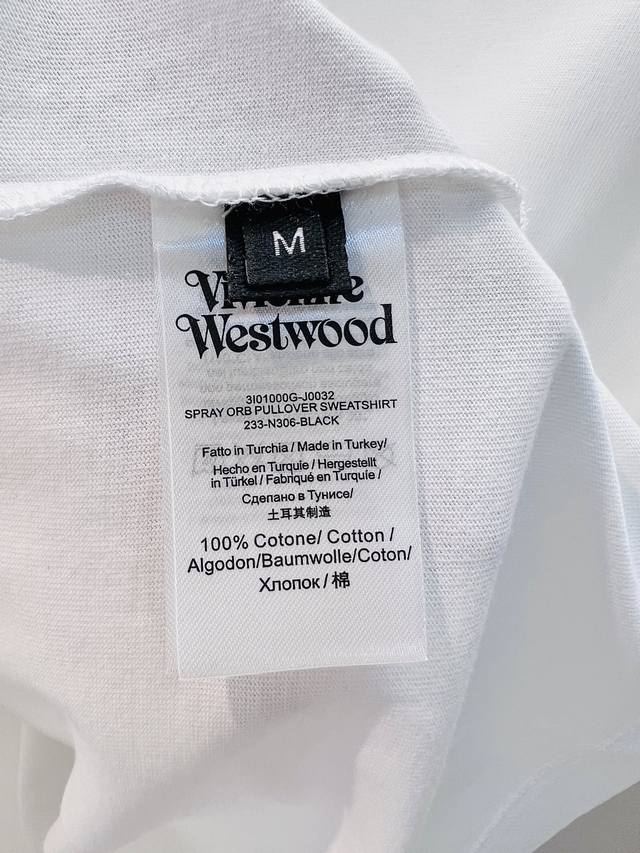 M
Vivienne
Westwood
3I01000G-J0032
SPRAY ORB PULLOVER SWEATSHIRT
233-N306-BLACK
Fatto in Turchia / Made in Turkey/
Hecho en Turquie / Hergestellt
in Türkel / Fabriqué en Turquie /
Сделано в Тунисе/
土耳其制造
100% Cotone/ Cotton /
Algodon/Baumwolle/Coton/
Хлопок / 棉